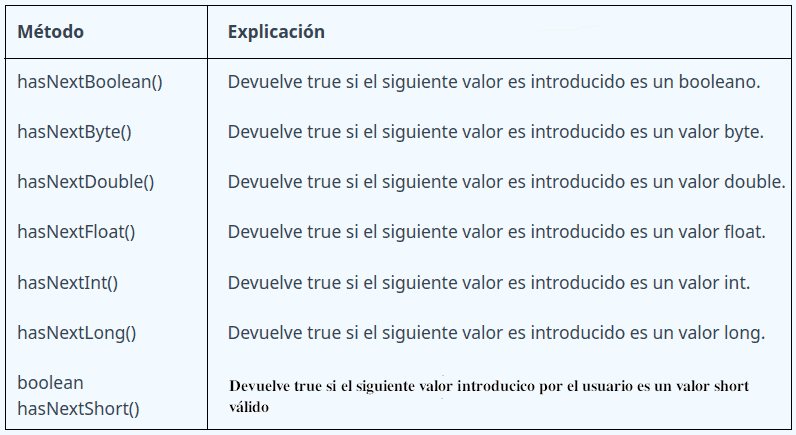 Método Explicación
hasNextBoolean() Devuelve true si el siguiente valor es introducido es un booleano.
hasNextByte() Devuelve true si el siguiente valor es introducido es un valor byte.
hasNextDouble() Devuelve true si el siguiente valor es introducido es un valor double.
hasNextFloat() Devuelve true si el siguiente valor es introducido es un valor float.
hasNextInt() Devuelve true si el siguiente valor es introducido es un valor int.
hasNextLong() Devuelve true si el siguiente valor es introducido es un valor long.
boolean Devuelve true si el siguiente valor introducico por el usuario es un valor short
hasNextShort() válido